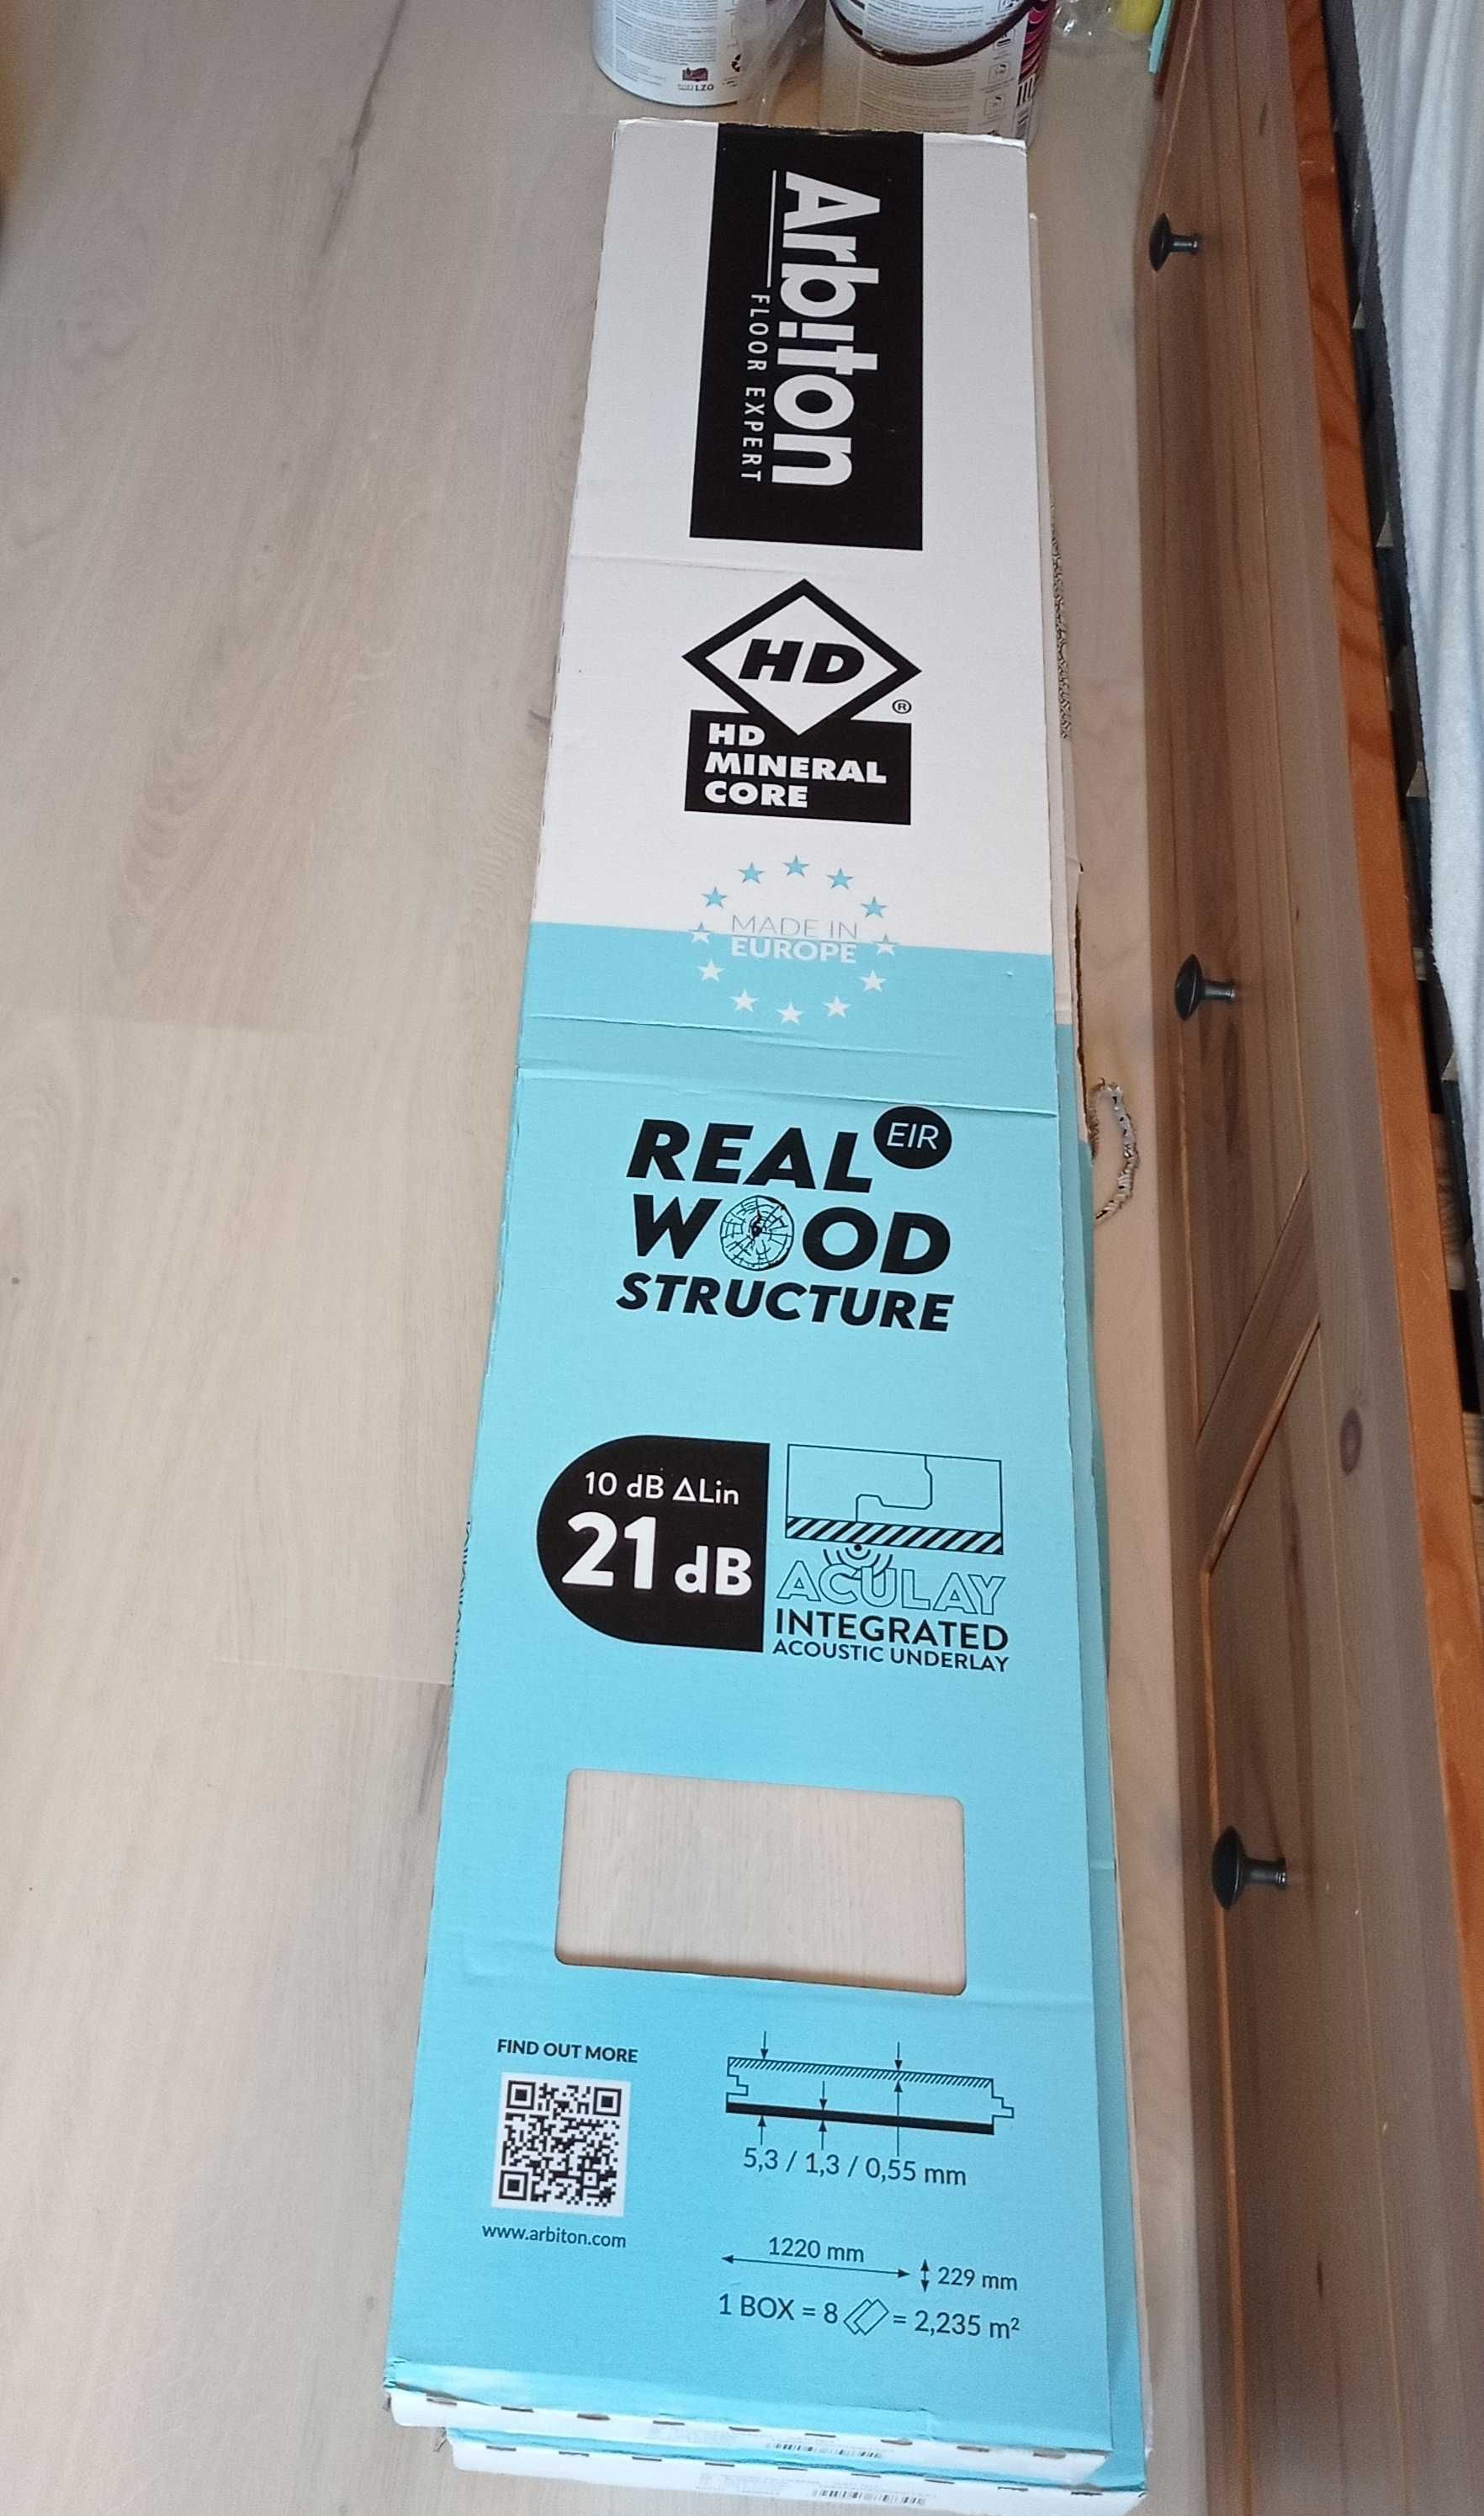 LZO
Arbiton
FLOOR EXPERT
HD
®
HD
MINERAL
CORE
MADE IN
EUROPE
REAL EIR
WOOD
STRUCTURE
10 dB ΔLin
21 dB
ACULAY
INTEGRATED
ACOUSTIC UNDERLAY
FIND OUT MORE
www.arbiton.com
5,3 / 1,3 / 0,55 mm
1220 mm
229 mm
1 BOX = 8 = 2,235 m²